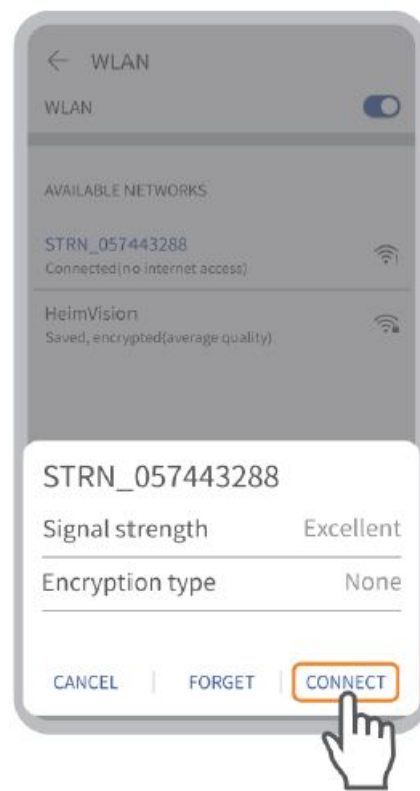 WLAN
WLAN
AVAILABLE NETWORKS
STRN_057443288
Connected(no internet access)
HeimVision
Saved, encrypted(average quality)
STRN_057443288
Signal strength Excellent
Encryption type None
CANCEL FORGET CONNECT